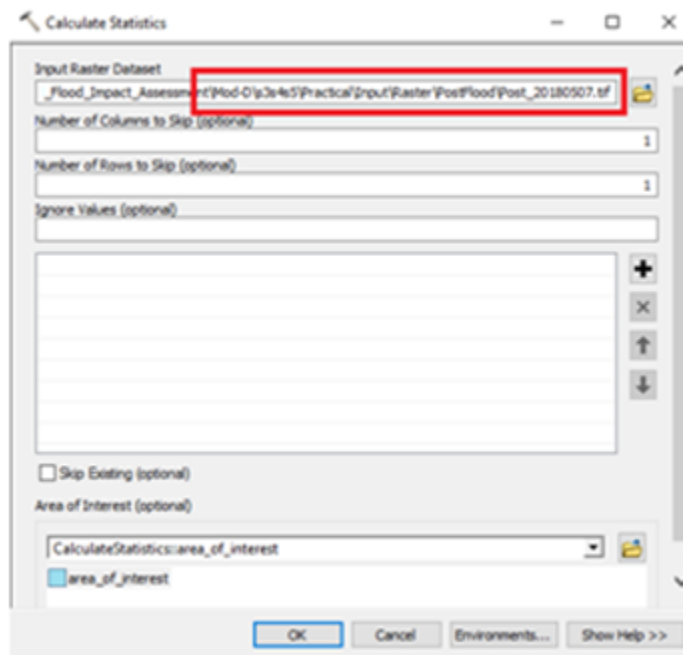 Calculate Statistics
Input Raster Dataset
_Flood_Impact_Assessment\Mod-D\p3s4s5\Practical\Input\Raster\PostFlood\Post_20180507.tif
Number of Columns to Skip (optional)
1
Number of Rows to Skip (optional)
1
Ignore Values (optional)
Skip Existing (optional)
Area of Interest (optional)
CalculateStatistics::area_of_interest
area_of_interest
OK Cancel Environments... Show Help >>